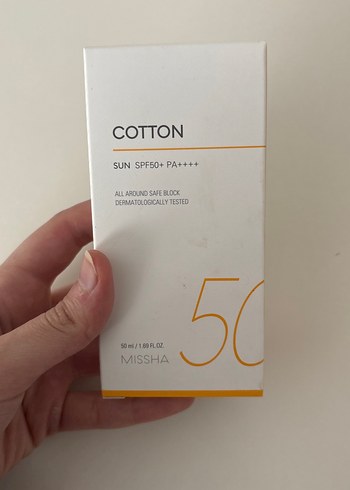 COTTON
SUN SPF50+ PA++++
ALL AROUND SAFE BLOCK
DERMATOLOGICALLY TESTED
50
50 ml / 1.69 FL.OZ.
MISSHA